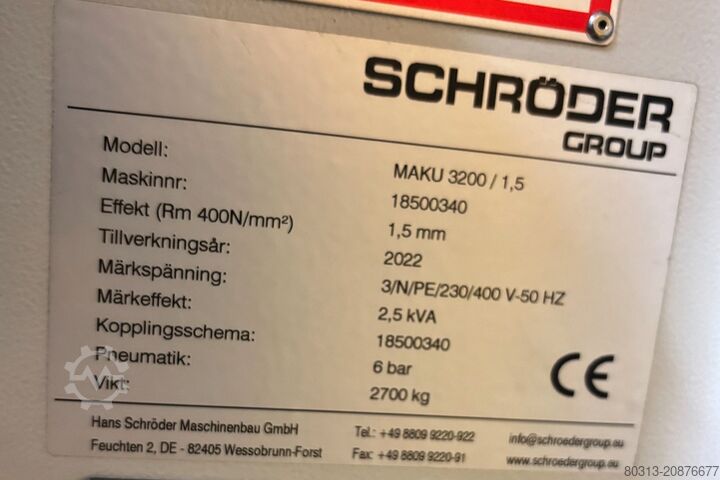 SCHRÖDER
GROUP
Modell: MAKU 3200 / 1,5
Maskinnr: 18500340
Effekt (Rm 400N/mm²) 1,5 mm
Tillverkningsår: 2022
Märkspänning: 3/N/PE/230/400 V-50 HZ
Märkeffekt: 2,5 kVA
Kopplingsschema: 18500340
Pneumatik: 6 bar
Vikt: 2700 kg
CE
Hans Schröder Maschinenbau GmbH Tel.: +49 8809 9220-922 info@schroedergroup.eu
Feuchten 2, DE - 82405 Wessobrunn-Forst Fax: +49 8809 9220-91 www.schroedergroup.eu
80313-20876677